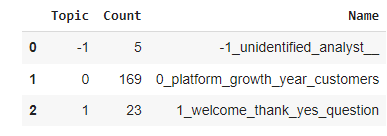 Topic Count Name
0 -1 5 -1_unidentified_analyst__
1 0 169 0_platform_growth_year_customers
2 1 23 1_welcome_thank_yes_question